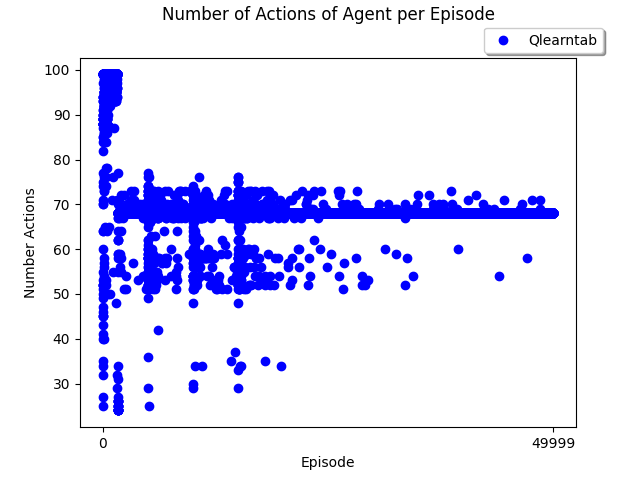 Number of Actions of Agent per Episode
Qlearntab
100
90
80
70
60
50
40
30
Number Actions
0
49999
Episode